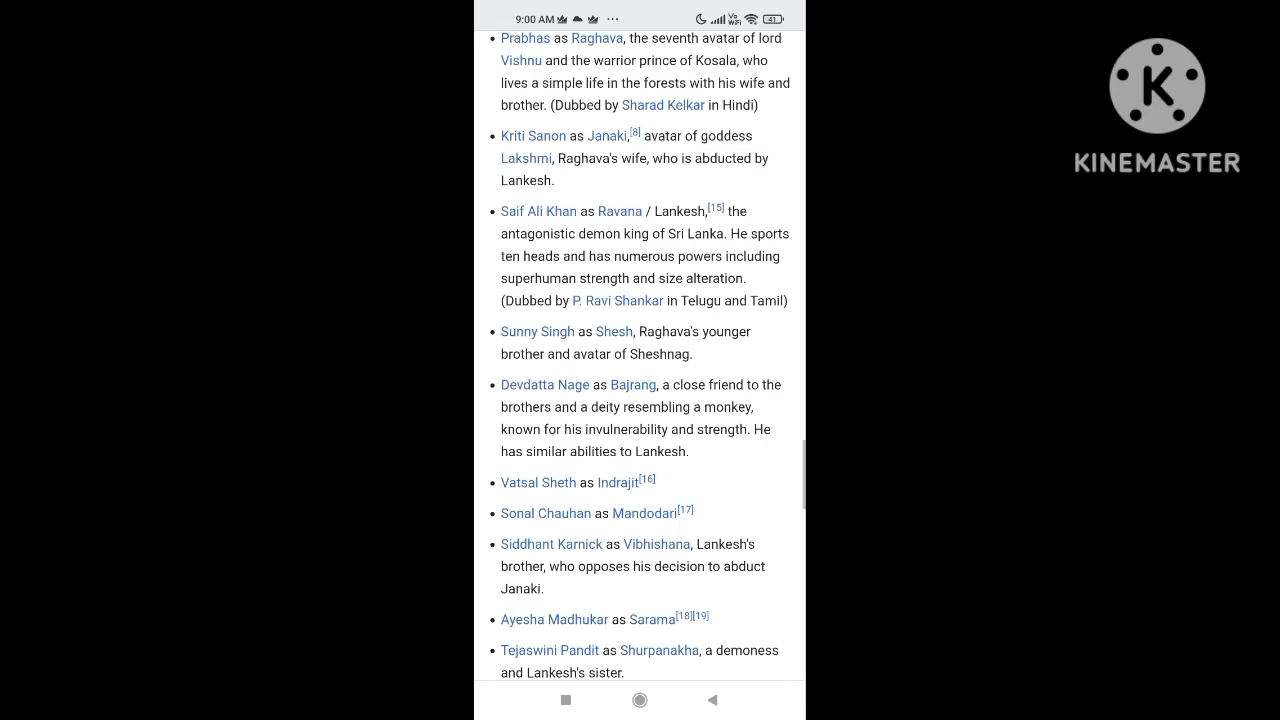 9:00 AM ...
Vo
WiFi
41
• Prabhas as Raghava, the seventh avatar of lord
Vishnu and the warrior prince of Kosala, who
lives a simple life in the forests with his wife and
brother. (Dubbed by Sharad Kelkar in Hindi)
• Kriti Sanon as Janaki,[8] avatar of goddess
Lakshmi, Raghava's wife, who is abducted by
Lankesh.
• Saif Ali Khan as Ravana / Lankesh,[15] the
antagonistic demon king of Sri Lanka. He sports
ten heads and has numerous powers including
superhuman strength and size alteration.
(Dubbed by P. Ravi Shankar in Telugu and Tamil)
• Sunny Singh as Shesh, Raghava's younger
brother and avatar of Sheshnag.
• Devdatta Nage as Bajrang, a close friend to the
brothers and a deity resembling a monkey,
known for his invulnerability and strength. He
has similar abilities to Lankesh.
• Vatsal Sheth as Indrajit[16]
• Sonal Chauhan as Mandodari[17]
• Siddhant Karnick as Vibhishana, Lankesh's
brother, who opposes his decision to abduct
Janaki.
• Ayesha Madhukar as Sarama[18][19]
• Tejaswini Pandit as Shurpanakha, a demoness
and Lankesh's sister.
K
KINEMASTER